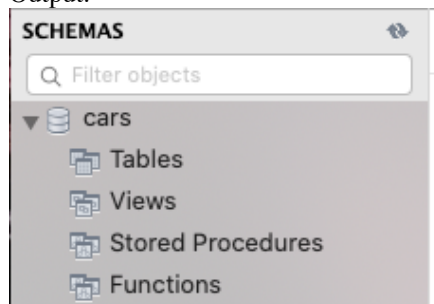 Output:
SCHEMAS
Filter objects
cars
Tables
Views
Stored Procedures
Functions